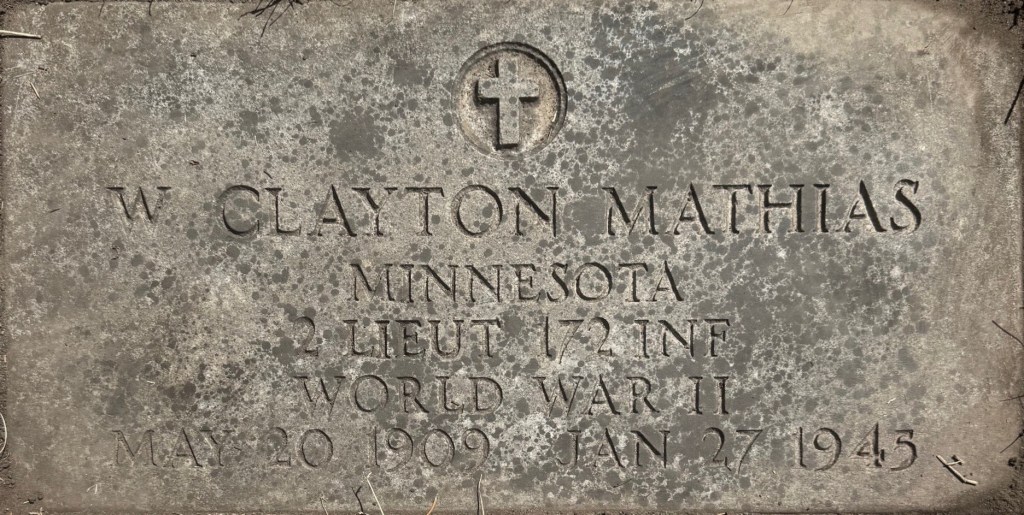 W CLAYTON MATHIAS
MINNESOTA
2 LIEUT 172 INF
WORLD WAR II
MAY 20 1909 JAN 27 1945